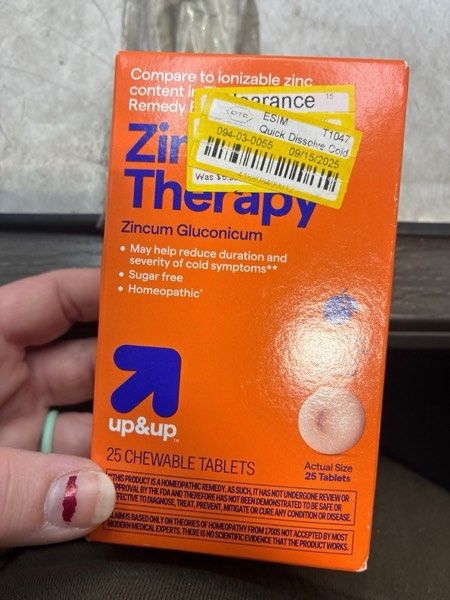 Compare to ionizable zinc
content in
Remedy
Clearance 15
OTC ESIM T1047
Quick Dissolve Cold
094-03-0055 09/15/2025
Was
Therapy
Zincum Gluconicum
• May help reduce duration and
severity of cold symptoms**
• Sugar free
• Homeopathic†
up&up™
25 CHEWABLE TABLETS
Actual Size
25 Tablets
THIS PRODUCT IS A HOMEOPATHIC REMEDY. AS SUCH, IT HAS NOT UNDERGONE REVIEW OR
APPROVAL BY THE FDA AND THEREFORE HAS NOT BEEN DEMONSTRATED TO BE SAFE OR
EFFECTIVE TO DIAGNOSE, TREAT, PREVENT, MITIGATE OR CURE ANY CONDITION OR DISEASE.
CLAIM IS BASED ONLY ON THEORIES OF HOMEOPATHY FROM 1700S NOT ACCEPTED BY MOST
MODERN MEDICAL EXPERTS. THERE IS NO SCIENTIFIC EVIDENCE THAT THE PRODUCT WORKS.